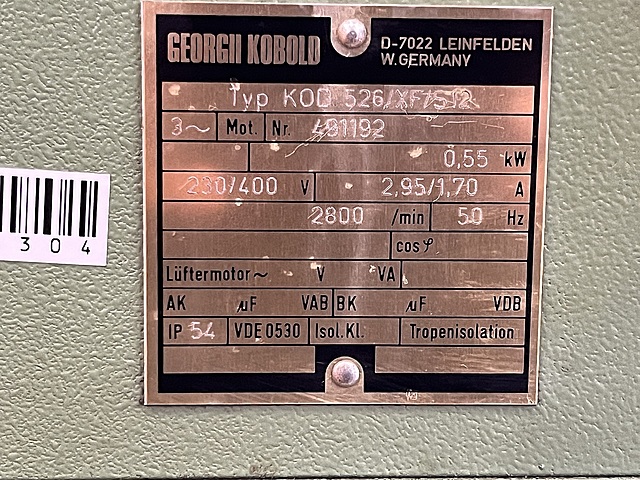 GEORGII KOBOLD
D-7022 LEINFELDEN
W.GERMANY
Typ KOD 526/XF/512
3~ Mot. Nr. 481192
0,55 kW
230/400 V 2,95/1,70 A
2800 /min 50 Hz
cos φ
Lüftermotor~ V VA
AK µF VAB BK µF VDB
IP 54 VDE 0530 Isol.Kl. Tropenisolation
304